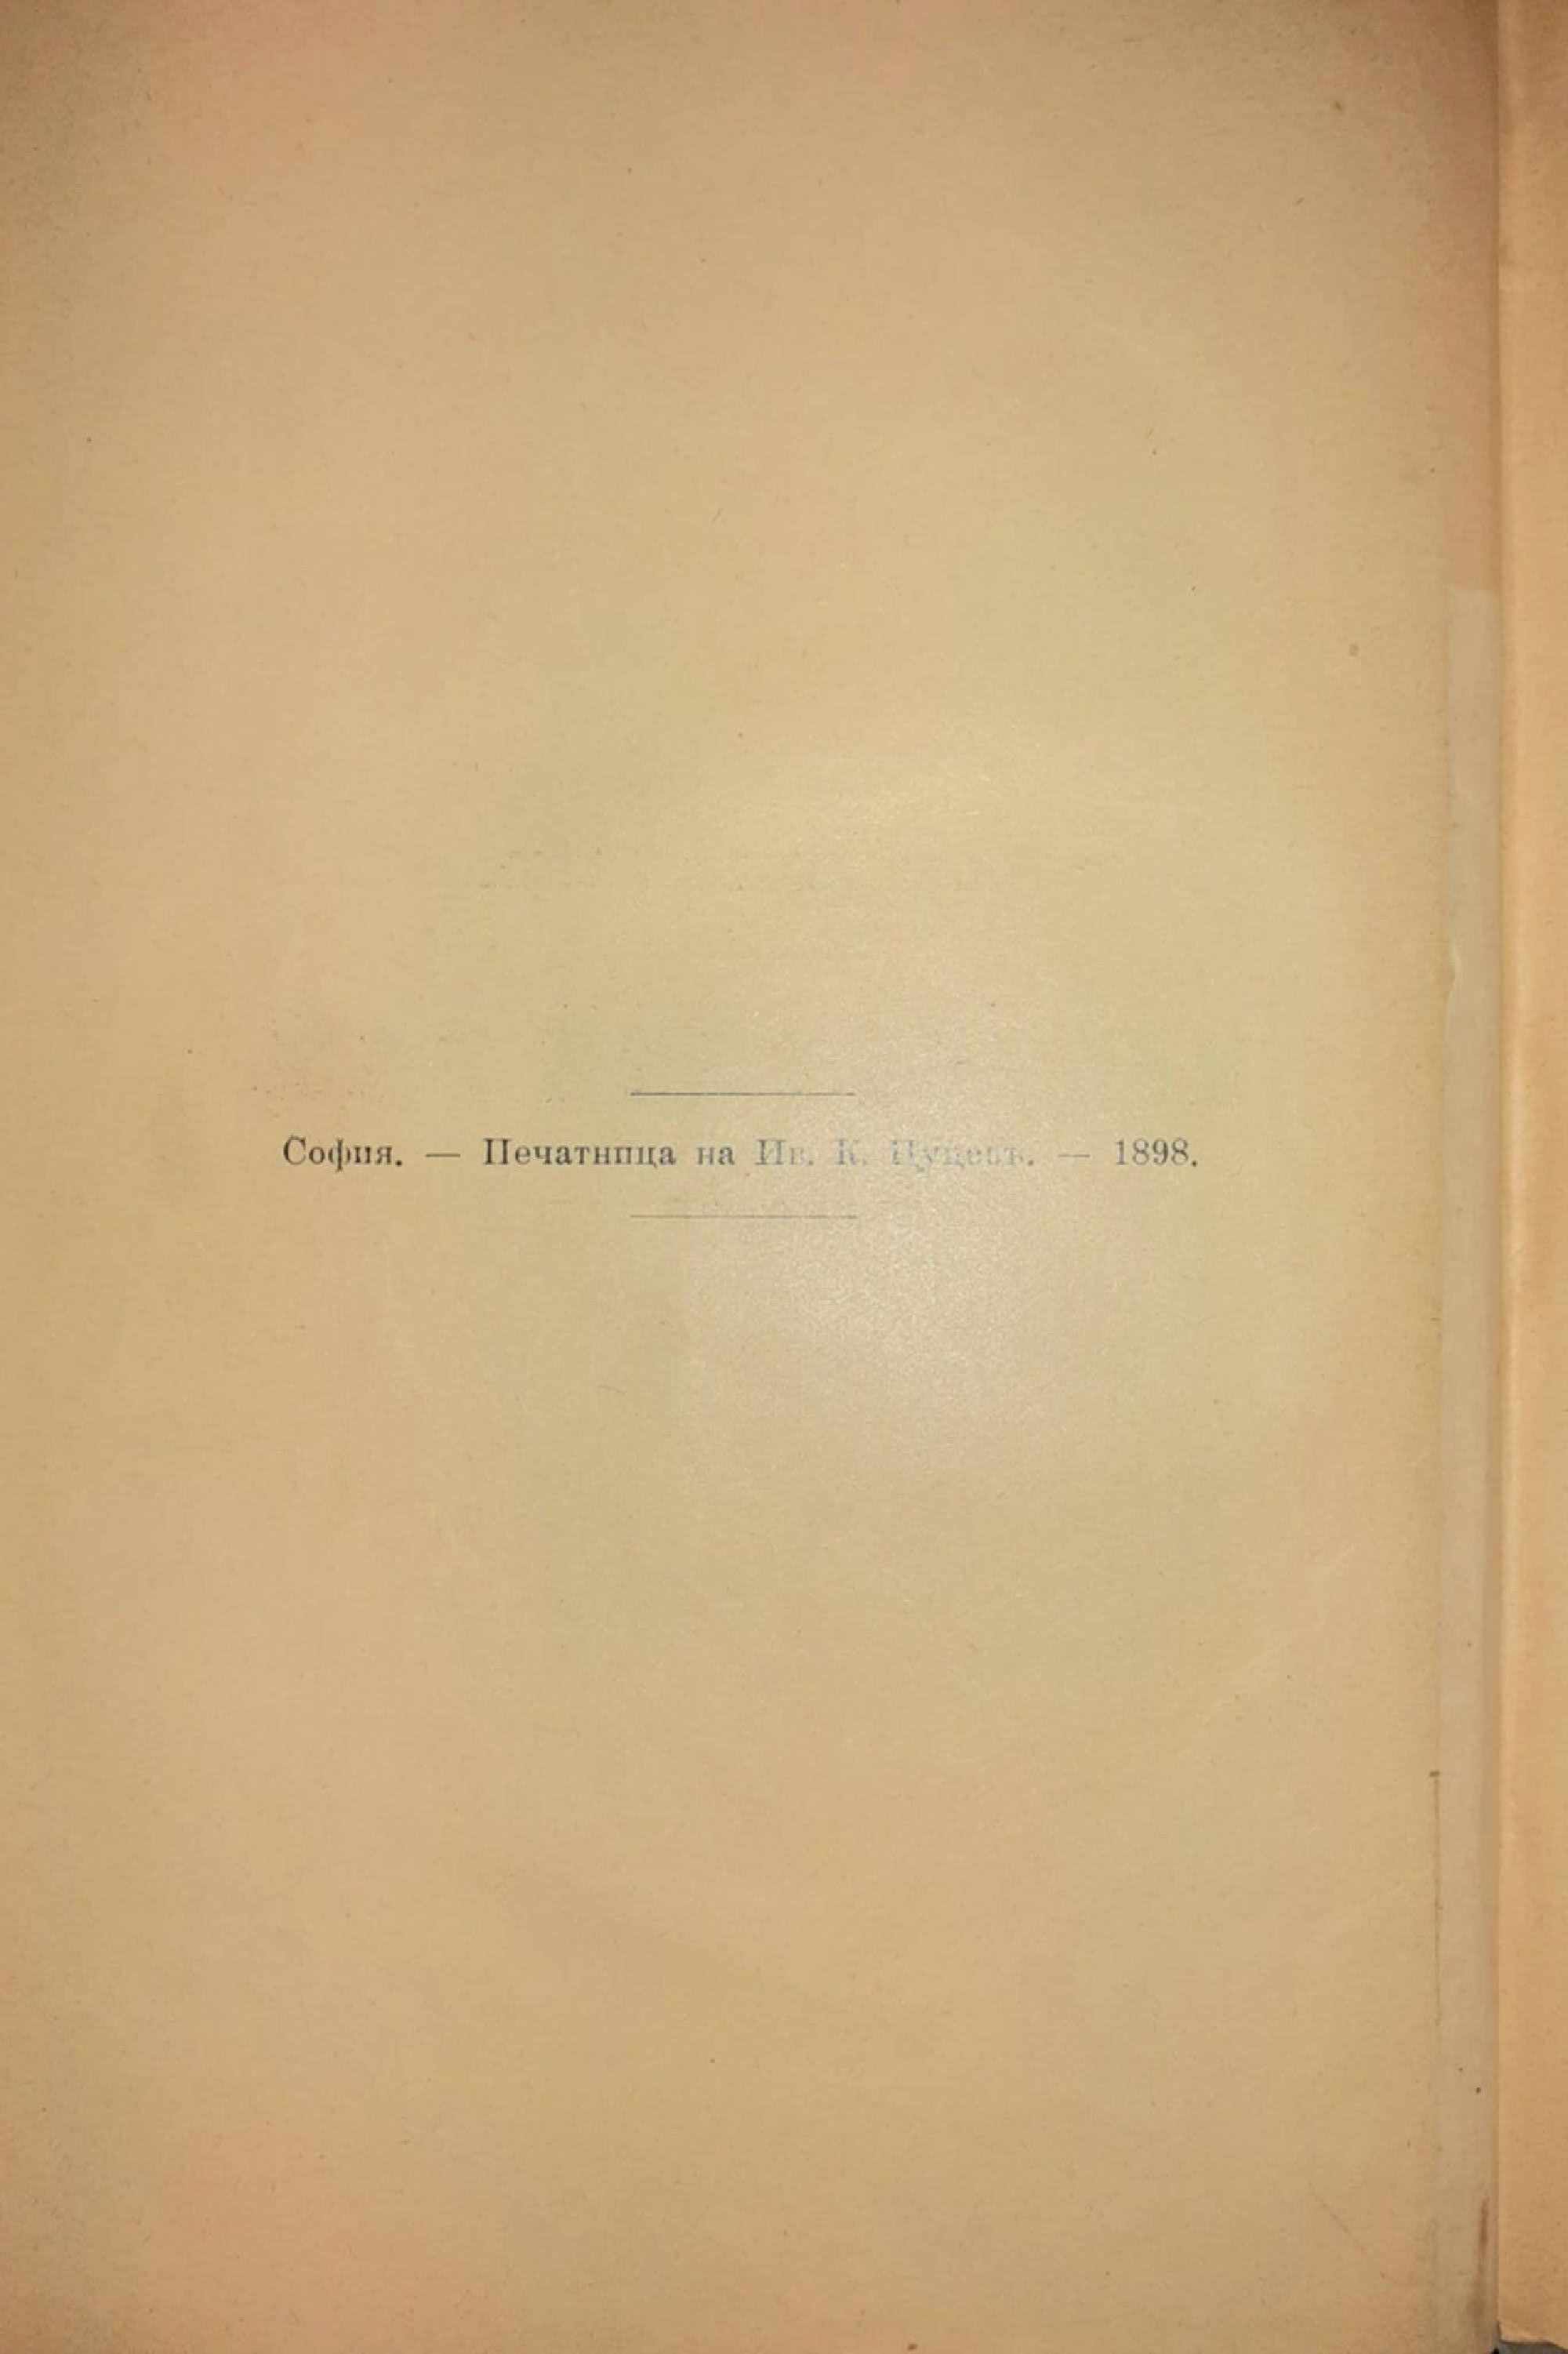 София. — Печатница на Ив. К. Цуцевъ. — 1898.